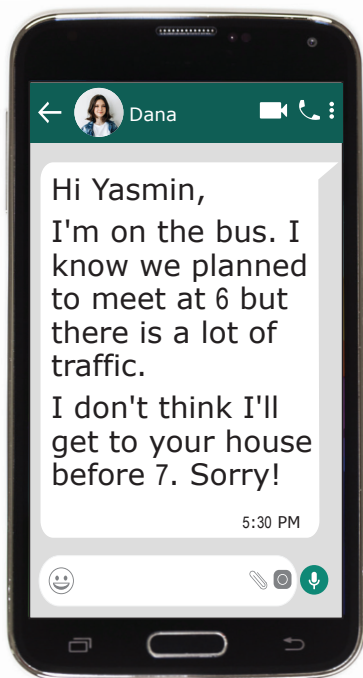 Dana
Hi Yasmin,
I'm on the bus. I
know we planned
to meet at 6 but
there is a lot of
traffic.
I don't think I'll
get to your house
before 7. Sorry!
5:30 PM